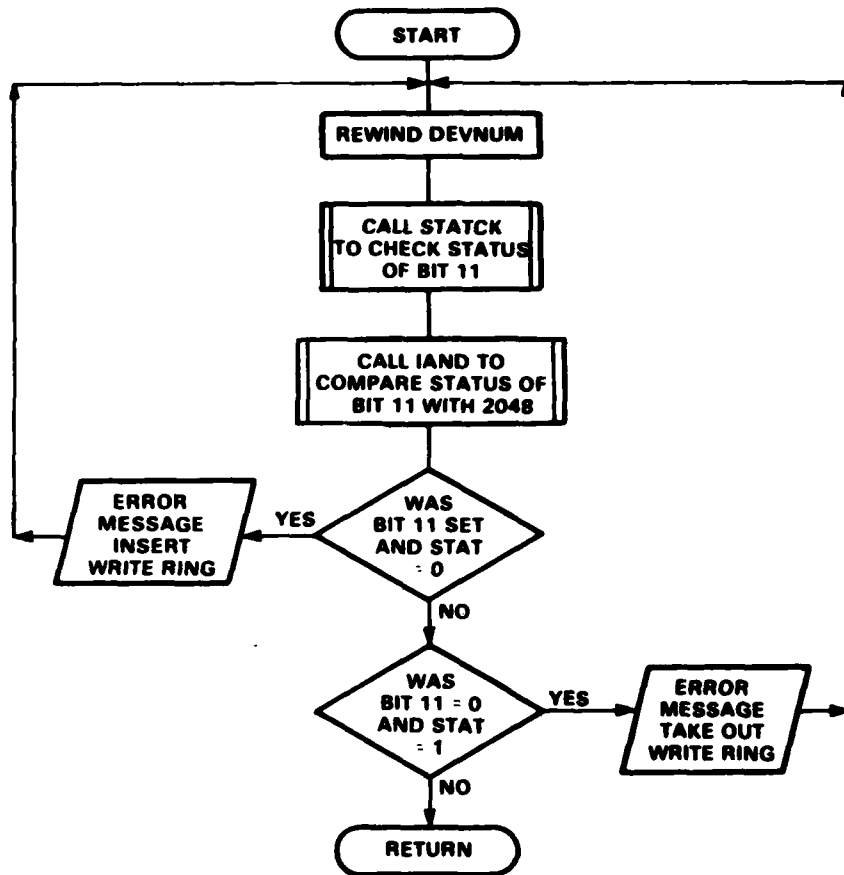 START
REWIND DEVNUM
CALL STATCK
TO CHECK STATUS
OF BIT 11
CALL IAND TO
COMPARE STATUS OF
BIT 11 WITH 2048
WAS
BIT 11 SET
AND STAT
= 0
YES
ERROR
MESSAGE
INSERT
WRITE RING
NO
WAS
BIT 11 = 0
AND STAT
= 1
YES
ERROR
MESSAGE
TAKE OUT
WRITE RING
NO
RETURN